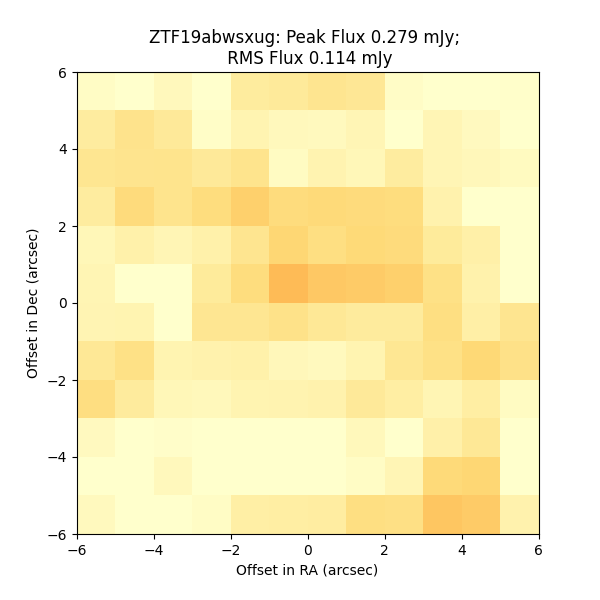 ZTF19abwsxug: Peak Flux 0.279 mJy;
RMS Flux 0.114 mJy
6
4
2
0
−2
−4
−6
Offset in Dec (arcsec)
−6 −4 −2 0 2 4 6
Offset in RA (arcsec)